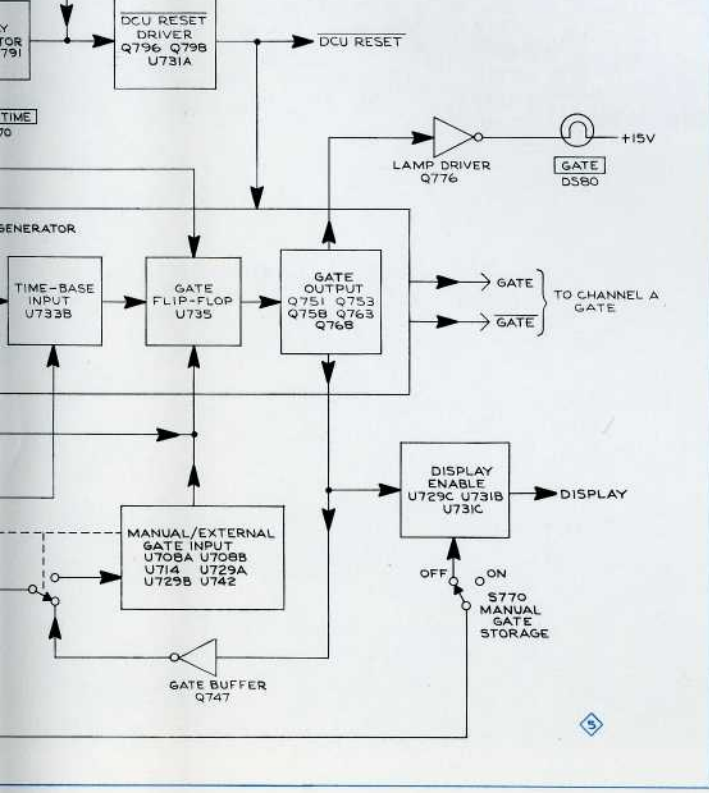 DCU RESET
DRIVER
Q796 Q798
U731A
DCU RESET
791
TIME
70
LAMP DRIVER
Q776
+15V
GATE
DS80
GENERATOR
TIME-BASE
INPUT
U733B
GATE
FLIP-FLOP
U735
GATE
OUTPUT
Q751 Q753
Q758 Q763
Q768
GATE
GATE
TO CHANNEL A
GATE
DISPLAY
ENABLE
U729C U731B
U731C
DISPLAY
MANUAL/EXTERNAL
GATE INPUT
U708A U708B
U714 U729A
U729B U742
OFF
ON
S770
MANUAL
GATE
STORAGE
GATE BUFFER
Q747
5